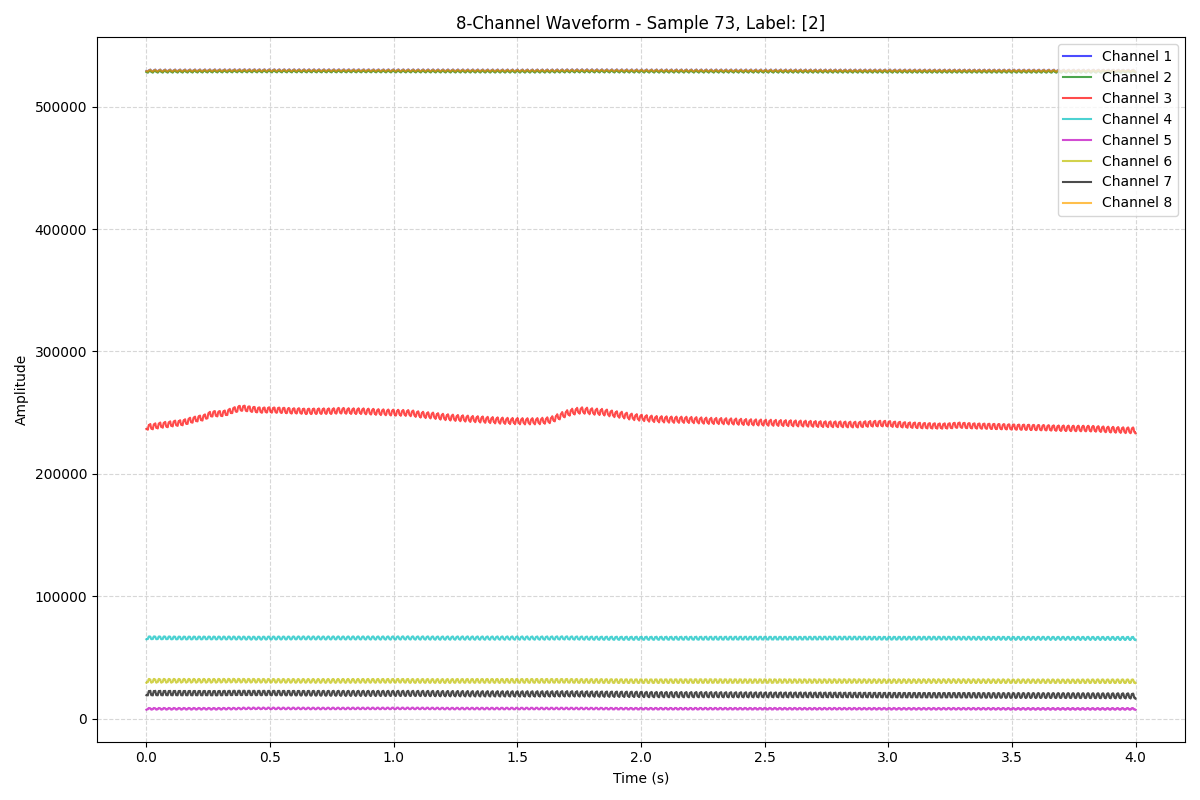 8-Channel Waveform - Sample 73, Label: [2]
Channel 1
Channel 2
Channel 3
Channel 4
Channel 5
Channel 6
Channel 7
Channel 8
Amplitude
500000
400000
300000
200000
100000
0
0.0 0.5 1.0 1.5 2.0 2.5 3.0 3.5 4.0
Time (s)